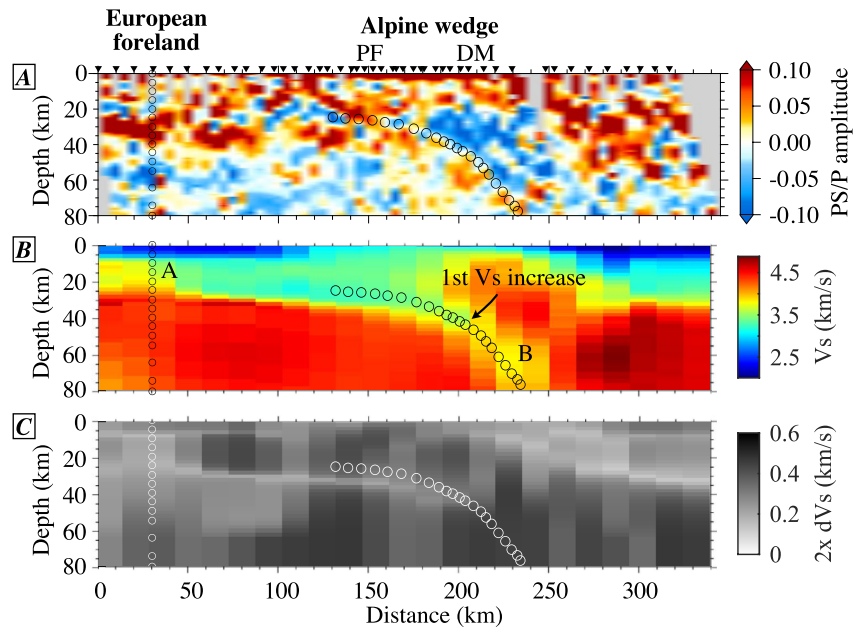 European
foreland
Alpine wedge
PF DM
A
0
20
40
60
80
Depth (km)
0.10
0.05
0.00
-0.05
-0.10
PS/P amplitude
B
0
20
40
60
80
Depth (km)
A
1st Vs increase
B
4.5
3.5
2.5
Vs (km/s)
C
0
20
40
60
80
Depth (km)
0.6
0.4
0.2
0
2x dVs (km/s)
0 50 100 150 200 250 300
Distance (km)